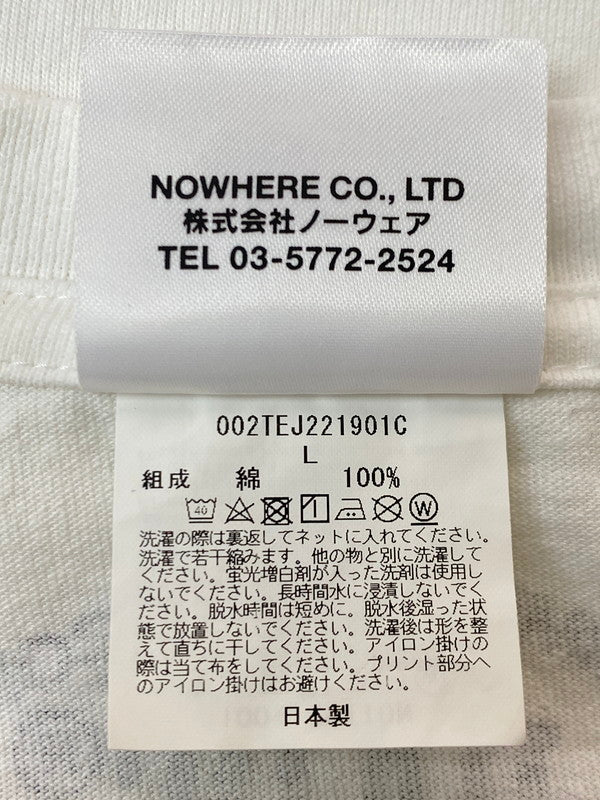 NOWHERE CO., LTD
株式会社ノーウェア
TEL 03-5772-2524
002TEJ221901C
L
組成 綿 100%
40 W
洗濯の際は裏返してネットに入れてください。
洗濯で若干縮みます。他の物と別に洗濯して
ください。蛍光増白剤が入った洗剤は使用し
ないでください。長時間水に浸漬しないでく
ださい。脱水時間は短めに。脱水後湿った状
態で放置しないでください。洗濯後は形を整
えて直ちに干してください。アイロン掛けの
際は当て布をしてください。プリント部分へ
のアイロン掛けはお避けください。
日本製